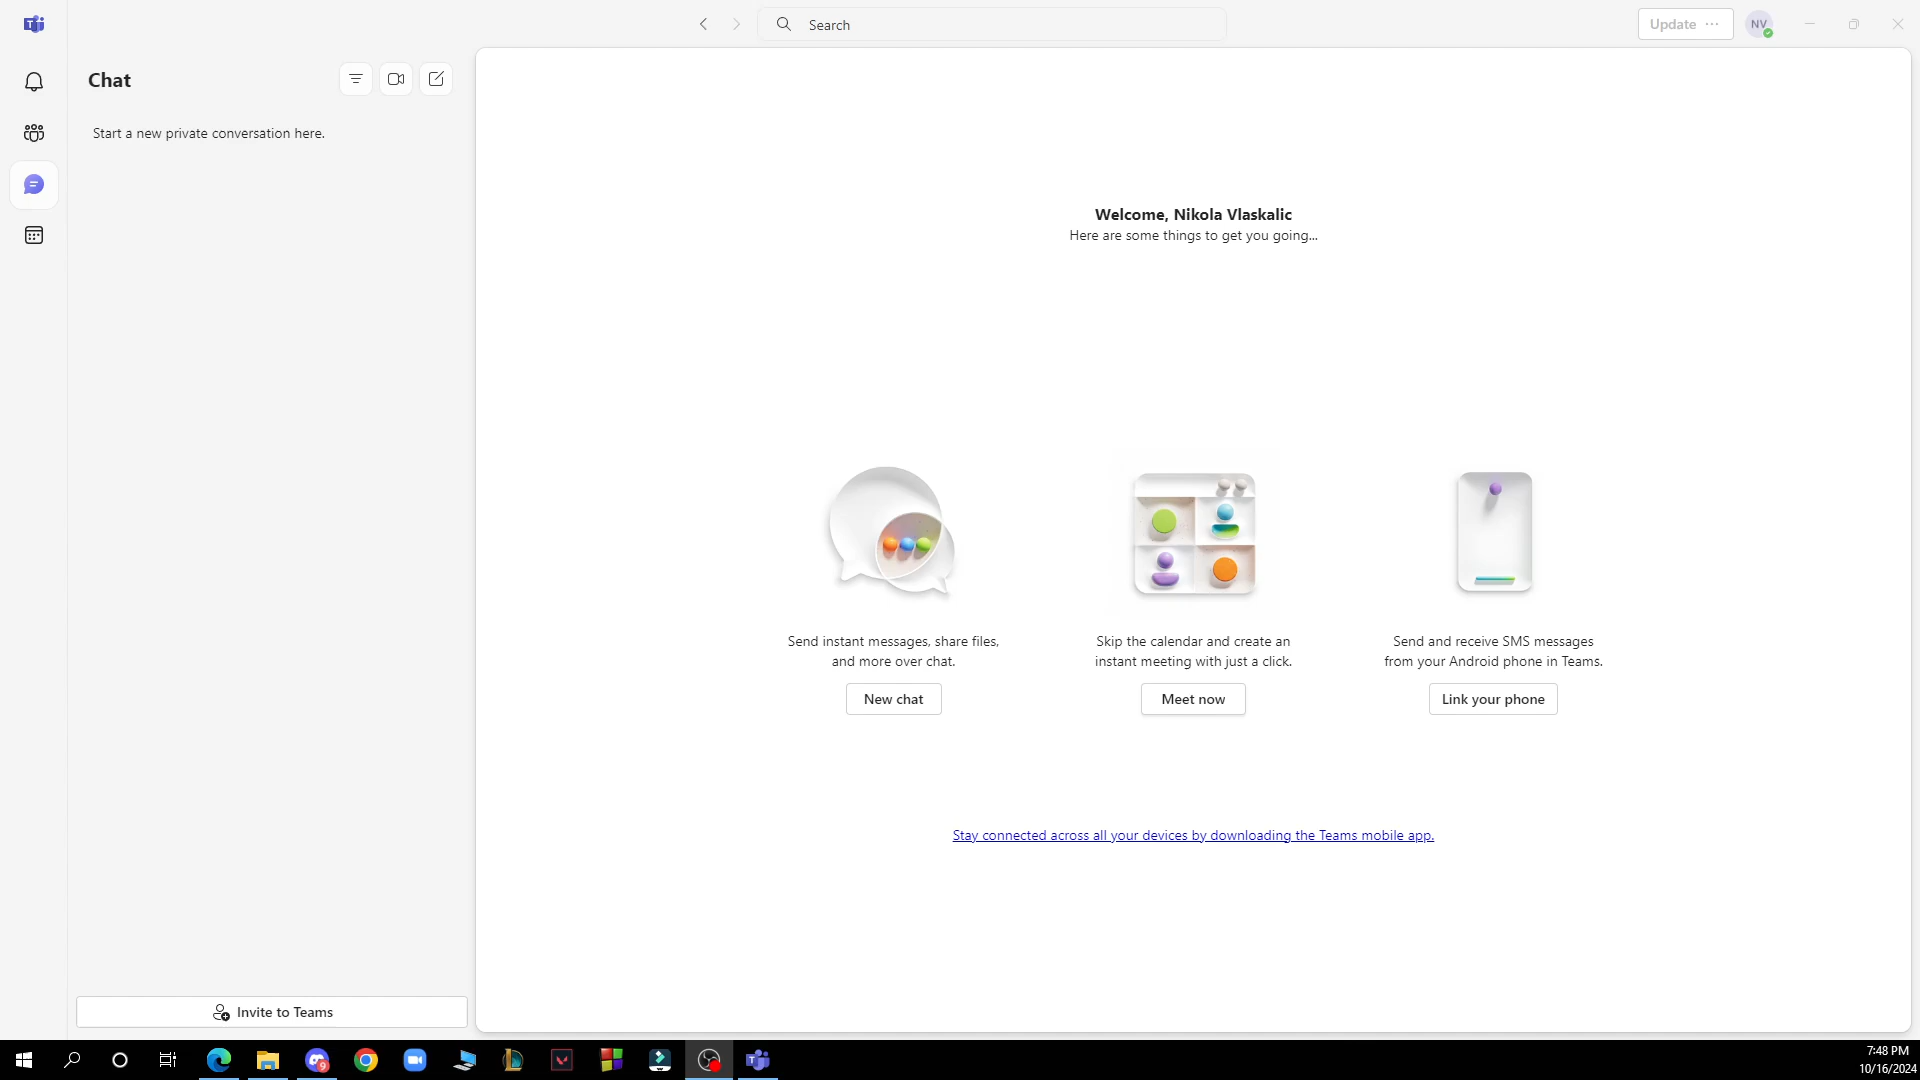 Search
Update ...
NV
Chat
Start a new private conversation here.
Welcome, Nikola Vlaskalic
Here are some things to get you going...
Send instant messages, share files,
and more over chat.
New chat
Skip the calendar and create an
instant meeting with just a click.
Meet now
Send and receive SMS messages
from your Android phone in Teams.
Link your phone
Stay connected across all your devices by downloading the Teams mobile app.
Invite to Teams
9
7:48 PM
10/16/2024